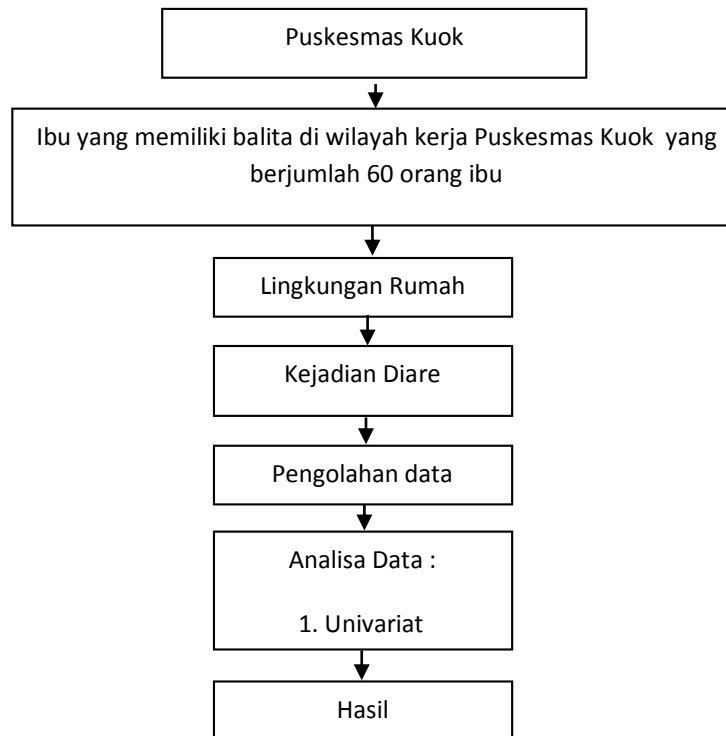 Puskesmas Kuok
Ibu yang memiliki balita di wilayah kerja Puskesmas Kuok  yang
berjumlah 60 orang ibu
Lingkungan Rumah
Kejadian Diare
Pengolahan data
Analisa Data :
1. Univariat
Hasil